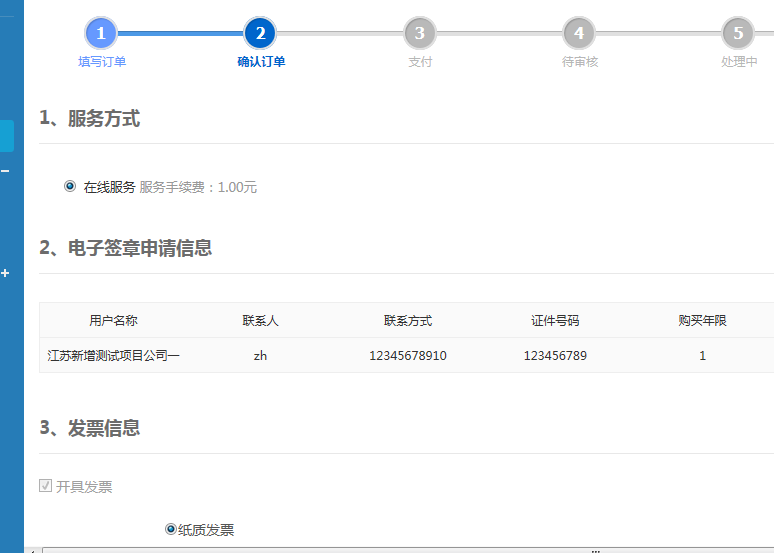 1 2 3 4 5
填写订单 确认订单 支付 待审核 处理中
1、服务方式
在线服务 服务手续费：1.00元
2、电子签章申请信息
用户名称 联系人 联系方式 证件号码 购买年限
江苏新增测试项目公司一 zh 12345678910 123456789 1
3、发票信息
开具发票
纸质发票